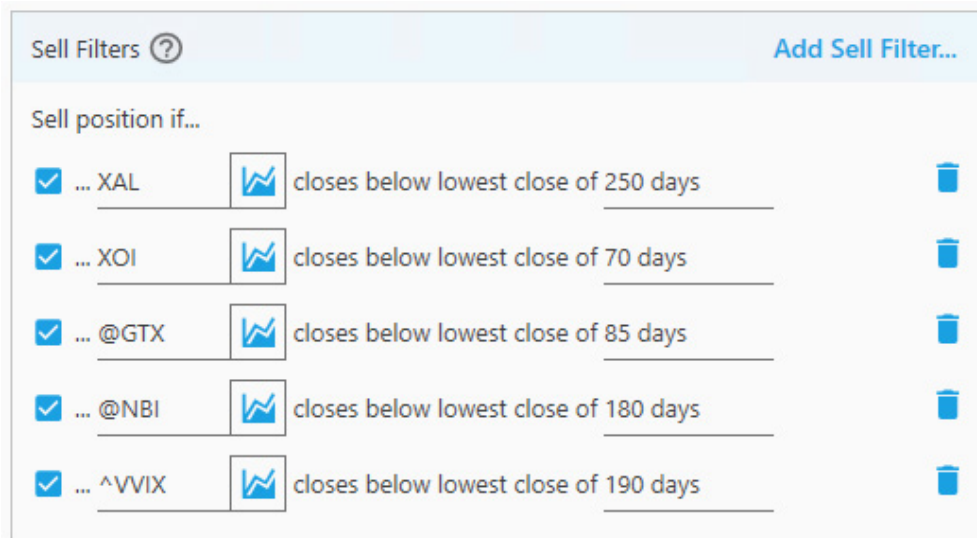 Sell Filters ? Add Sell Filter...
Sell position if...
... XAL closes below lowest close of 250 days
... XOI closes below lowest close of 70 days
... @GTX closes below lowest close of 85 days
... @NBI closes below lowest close of 180 days
... ^VVIX closes below lowest close of 190 days